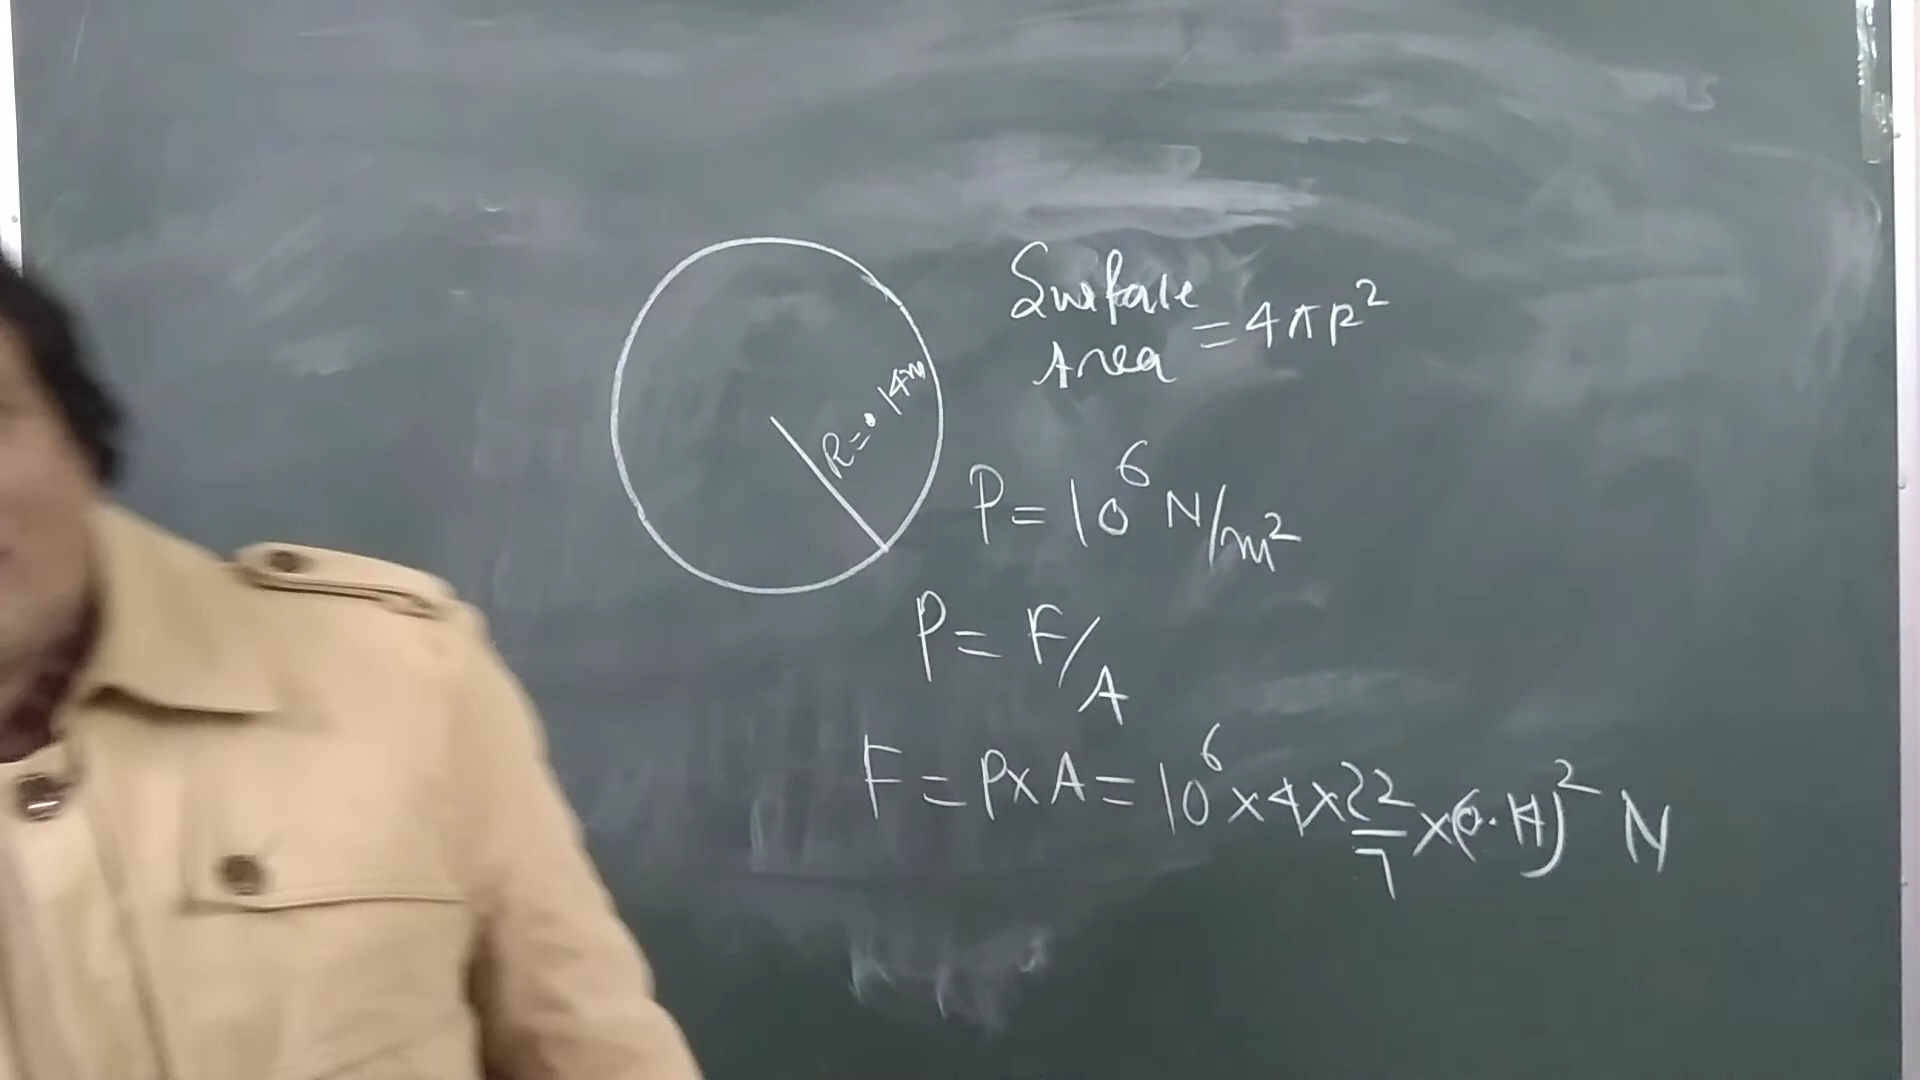 Surface
Area = 4πR²
R = .14m
P = 10⁶ N/m²
P = F/A
F = P×A = 10⁶×4×22/7×(0.14)² N